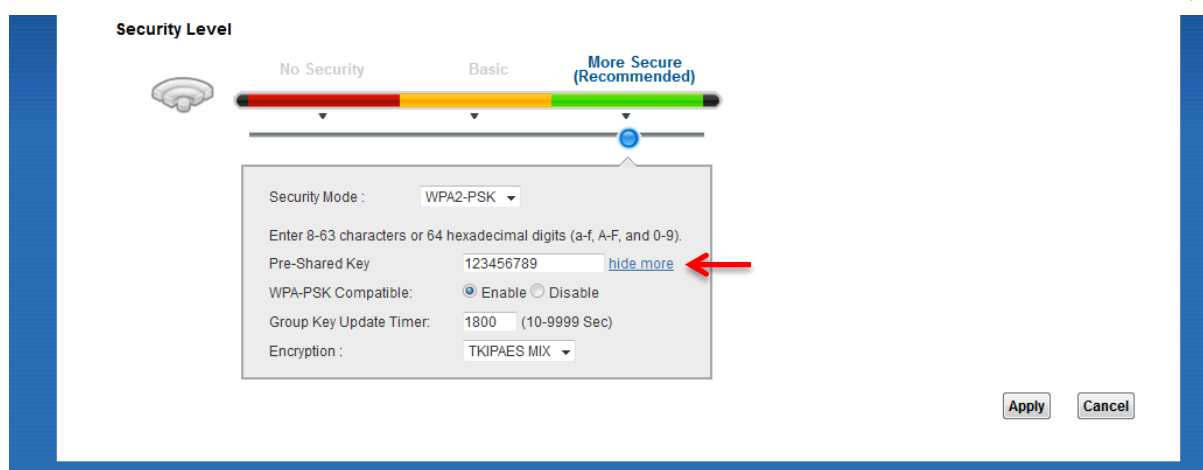 Security Level
No Security
Basic
More Secure
(Recommended)
Security Mode : WPA2-PSK
Enter 8-63 characters or 64 hexadecimal digits (a-f, A-F, and 0-9).
Pre-Shared Key 123456789 hide more
WPA-PSK Compatible: Enable Disable
Group Key Update Timer: 1800 (10-9999 Sec)
Encryption : TKIPAES MIX
Apply Cancel